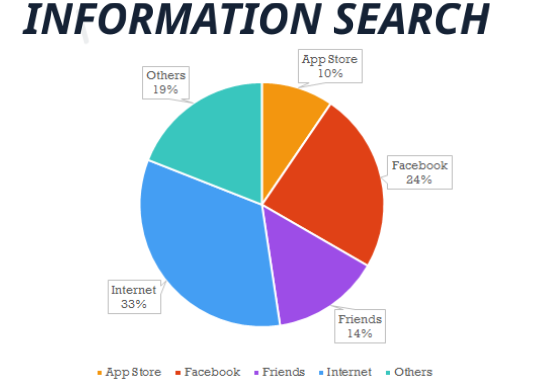 INFORMATION SEARCH
App Store
10%
Others
19%
Facebook
24%
Internet
33%
Friends
14%
App Store Facebook Friends Internet Others